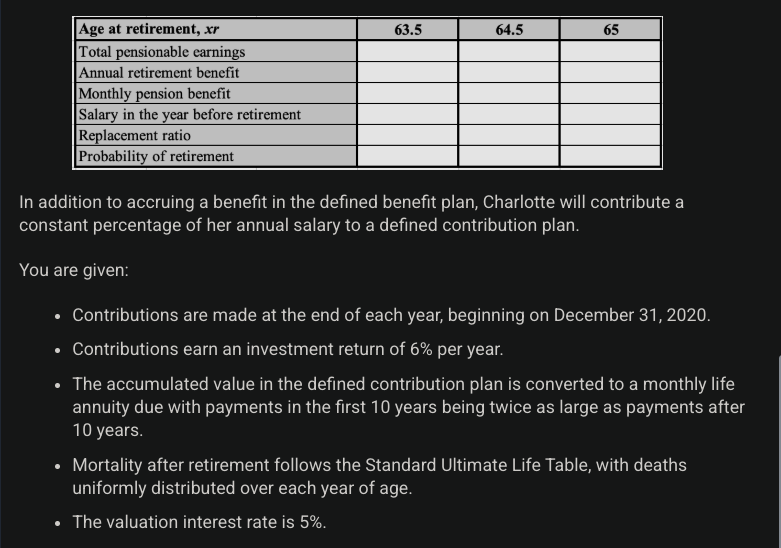 Age at retirement, xr 63.5 64.5 65
Total pensionable earnings
Annual retirement benefit
Monthly pension benefit
Salary in the year before retirement
Replacement ratio
Probability of retirement
In addition to accruing a benefit in the defined benefit plan, Charlotte will contribute a
constant percentage of her annual salary to a defined contribution plan.
You are given:
• Contributions are made at the end of each year, beginning on December 31, 2020.
• Contributions earn an investment return of 6% per year.
• The accumulated value in the defined contribution plan is converted to a monthly life
annuity due with payments in the first 10 years being twice as large as payments after
10 years.
• Mortality after retirement follows the Standard Ultimate Life Table, with deaths
uniformly distributed over each year of age.
• The valuation interest rate is 5%.